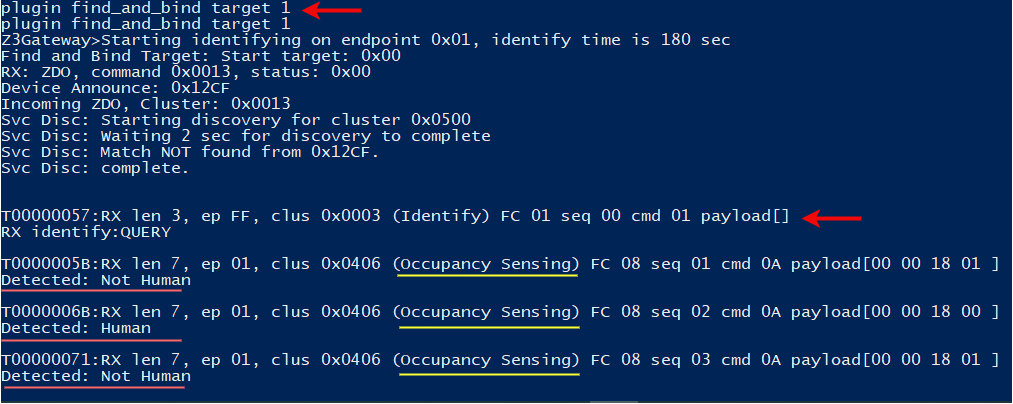 plugin find_and_bind target 1
plugin find_and_bind target 1
Z3Gateway>Starting identifying on endpoint 0x01, identify time is 180 sec
Find and Bind Target: Start target: 0x00
RX: ZDO, command 0x0013, status: 0x00
Device Announce: 0x12CF
Incoming ZDO, Cluster: 0x0013
Svc Disc: Starting discovery for cluster 0x0500
Svc Disc: Waiting 2 sec for discovery to complete
Svc Disc: Match NOT found from 0x12CF.
Svc Disc: complete.
T00000057:RX len 3, ep FF, clus 0x0003 (Identify) FC 01 seq 00 cmd 01 payload[]
RX identify:QUERY
T0000005B:RX len 7, ep 01, clus 0x0406 (Occupancy Sensing) FC 08 seq 01 cmd 0A payload[00 00 18 01 ]
Detected: Not Human
T0000006B:RX len 7, ep 01, clus 0x0406 (Occupancy Sensing) FC 08 seq 02 cmd 0A payload[00 00 18 00 ]
Detected: Human
T00000071:RX len 7, ep 01, clus 0x0406 (Occupancy Sensing) FC 08 seq 03 cmd 0A payload[00 00 18 01 ]
Detected: Not Human